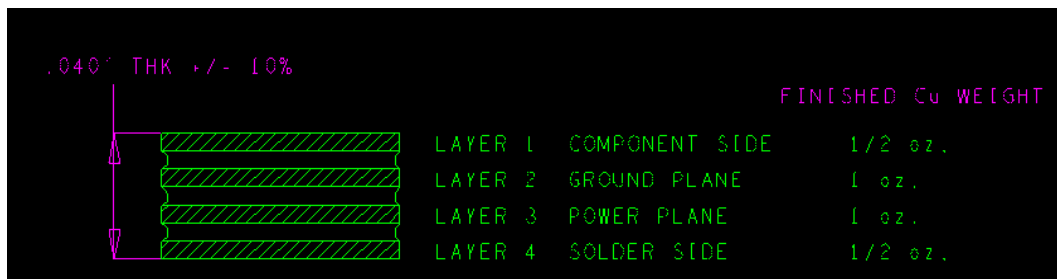 .040" THK +/- 10%
FINISHED Cu WEIGHT
LAYER 1 COMPONENT SIDE 1/2 oz.
LAYER 2 GROUND PLANE 1 oz.
LAYER 3 POWER PLANE 1 oz.
LAYER 4 SOLDER SIDE 1/2 oz.